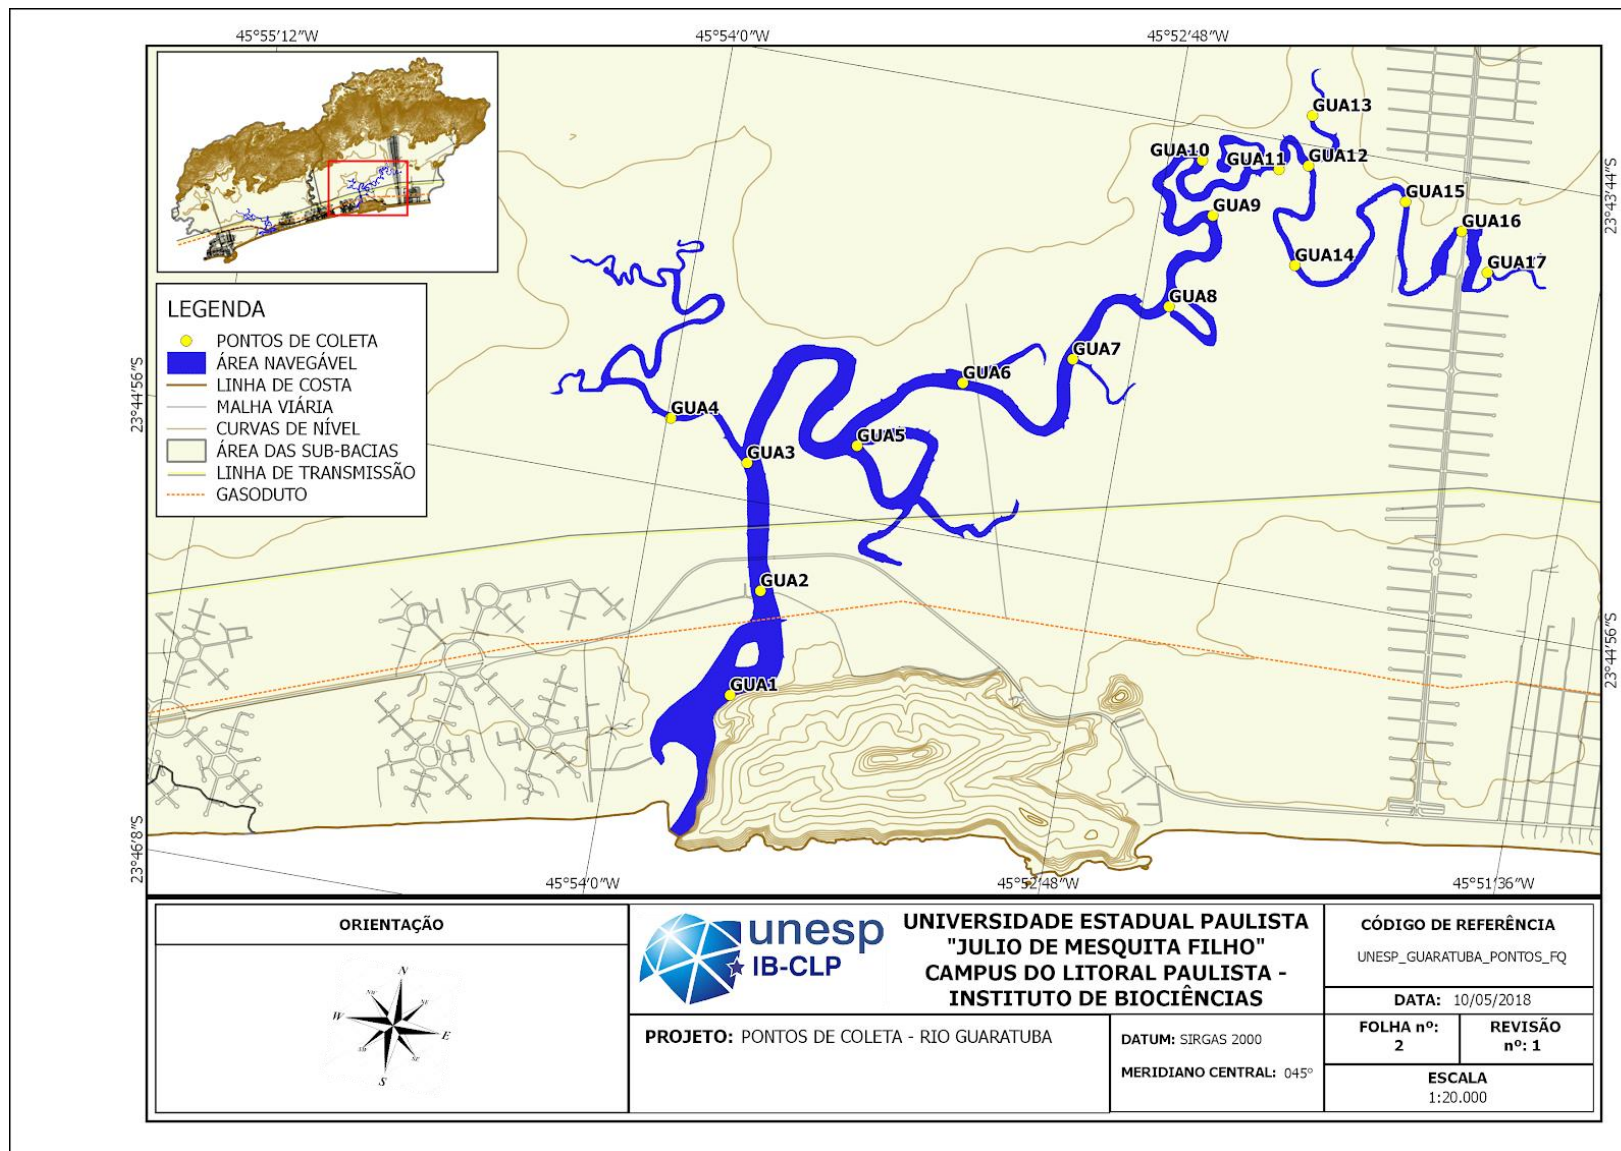 45°55'12"W
45°54'0"W
45°52'48"W
GUA13
GUA10
GUA11
GUA12
GUA9
GUA15
GUA16
GUA14
GUA17
GUA8
GUA7
GUA6
GUA4
GUA5
GUA3
GUA2
GUA1
23°43'44"S
23°44'56"S
23°44'56"S
23°46'8"S
LEGENDA
PONTOS DE COLETA
ÁREA NAVEGÁVEL
LINHA DE COSTA
MALHA VIÁRIA
CURVAS DE NÍVEL
ÁREA DAS SUB-BACIAS
LINHA DE TRANSMISSÃO
GASODUTO
45°54'0"W
45°52'48"W
45°51'36"W
ORIENTAÇÃO
N
NW
NE
W
E
SW
SE
S
unesp
IB-CLP
UNIVERSIDADE ESTADUAL PAULISTA
"JULIO DE MESQUITA FILHO"
CAMPUS DO LITORAL PAULISTA -
INSTITUTO DE BIOCIÊNCIAS
CÓDIGO DE REFERÊNCIA
UNESP_GUARATUBA_PONTOS_FQ
DATA: 10/05/2018
PROJETO: PONTOS DE COLETA - RIO GUARATUBA
DATUM: SIRGAS 2000
MERIDIANO CENTRAL: 045°
FOLHA nº:
2
REVISÃO
nº: 1
ESCALA
1:20.000